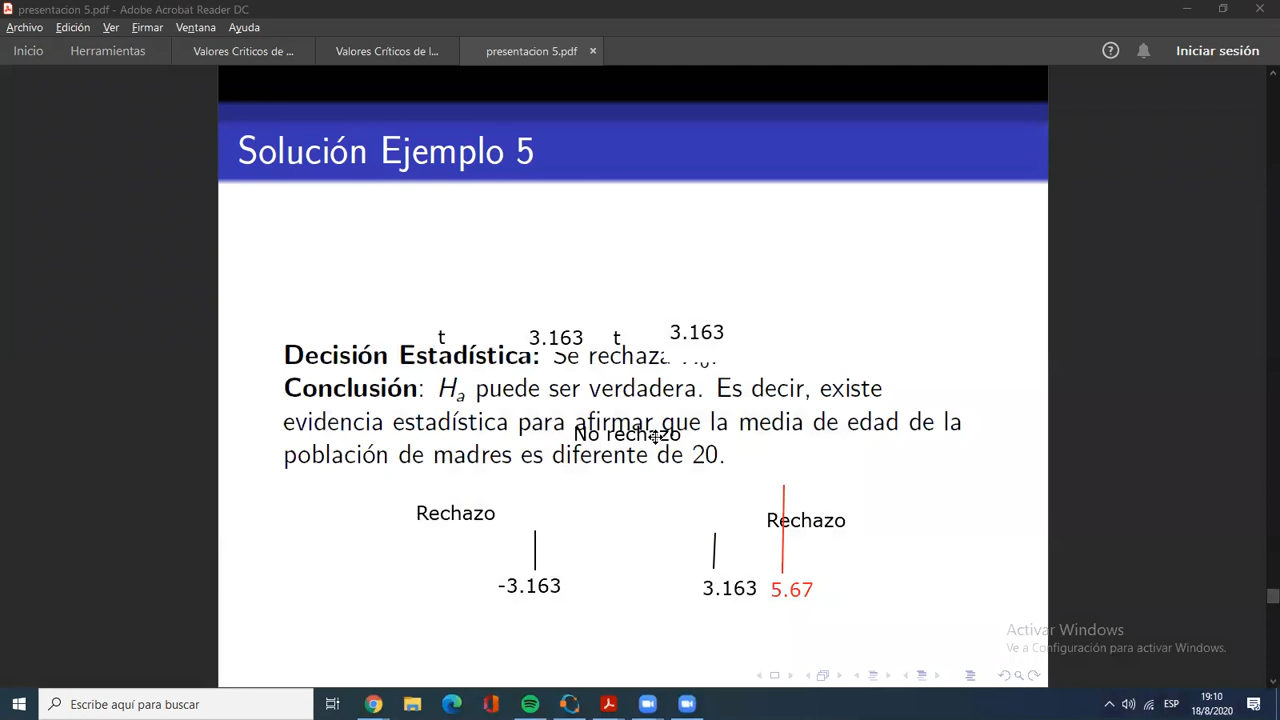 presentacion 5.pdf - Adobe Acrobat Reader DC
Archivo Edición Ver Firmar Ventana Ayuda
Inicio Herramientas Valores Criticos de ... Valores Críticos de l... presentacion 5.pdf × Iniciar sesión
Solución Ejemplo 5
t 3.163 t 3.163
Decisión Estadística: Se rechaza
Conclusión: Ha puede ser verdadera. Es decir, existe
evidencia estadística para afirmar que la media de edad de la
No rechazo
población de madres es diferente de 20.
Rechazo Rechazo
-3.163 3.163 5.67
Activar Windows
Ve a Configuración para activar Windows.
Escribe aquí para buscar ESP 19:10
18/8/2020